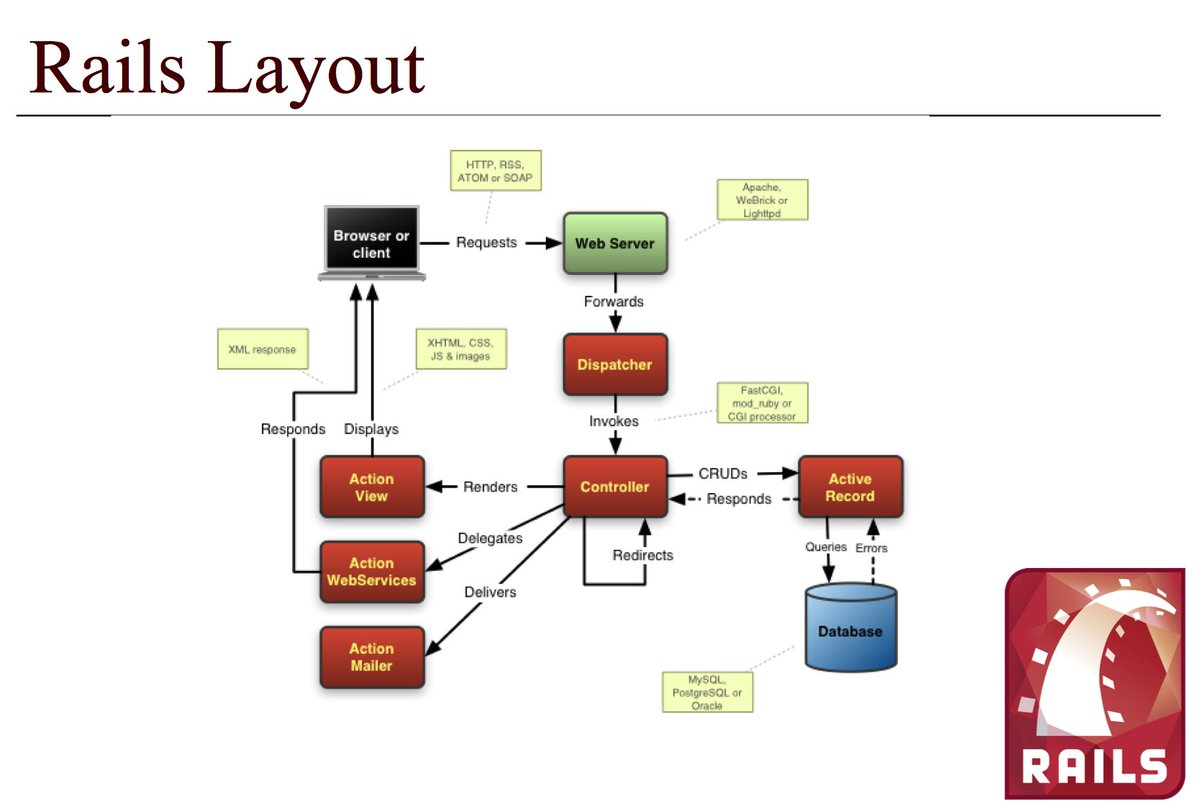 Rails Layout
HTTP, RSS,
ATOM or SOAP
Apache,
WeBrick or
Lighttpd
Browser or
client
Requests
Web Server
Forwards
XML response
XHTML, CSS,
JS & images
Dispatcher
FastCGI,
mod_ruby or
CGI processor
Invokes
Responds
Displays
Action
View
Renders
Controller
CRUDs
Responds
Active
Record
Delegates
Redirects
Queries
Errors
Action
WebServices
Delivers
Database
Action
Mailer
MySQL,
PostgreSQL or
Oracle
RAILS